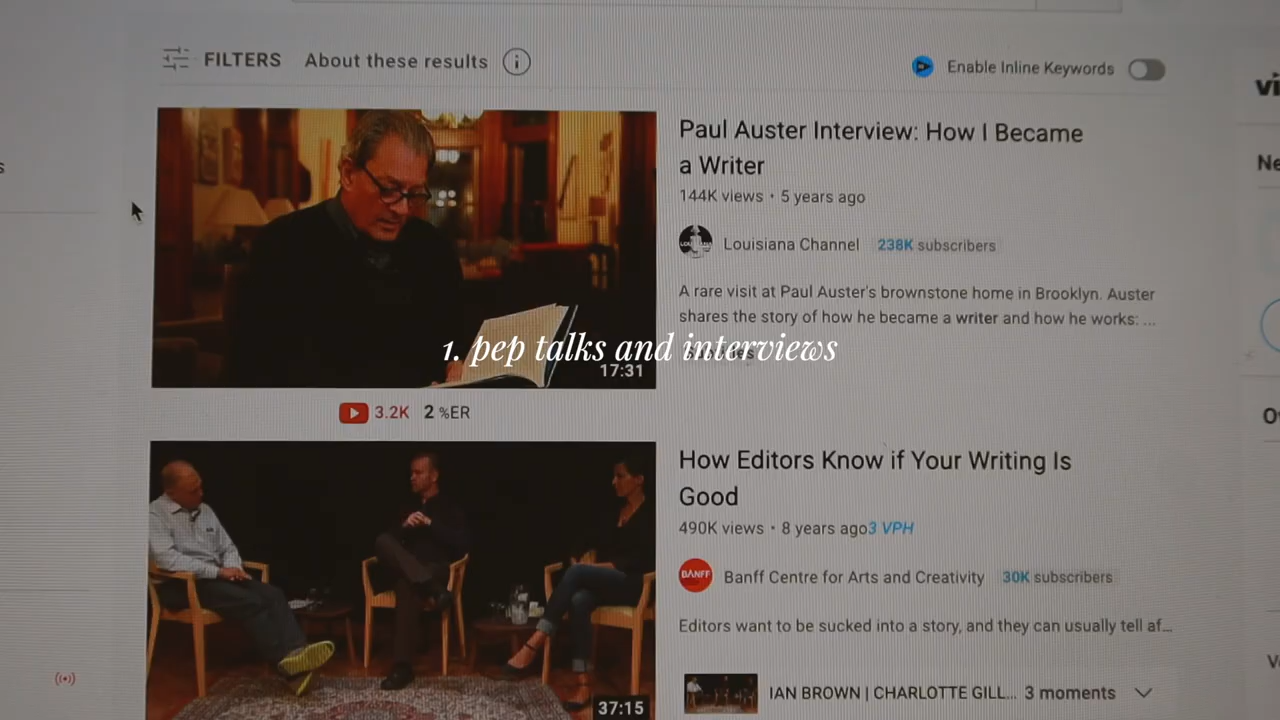 FILTERS
About these results
Enable Inline Keywords
Paul Auster Interview: How I Became
a Writer
144K views • 5 years ago
Louisiana Channel 238K subscribers
A rare visit at Paul Auster's brownstone home in Brooklyn. Auster
shares the story of how he became a writer and how he works: ...
1. pep talks and interviews
17:31
3.2K 2 %ER
How Editors Know if Your Writing Is
Good
490K views • 8 years ago3 VPH
BANFF
Banff Centre for Arts and Creativity 30K subscribers
Editors want to be sucked into a story, and they can usually tell af...
IAN BROWN | CHARLOTTE GILL... 3 moments
37:15